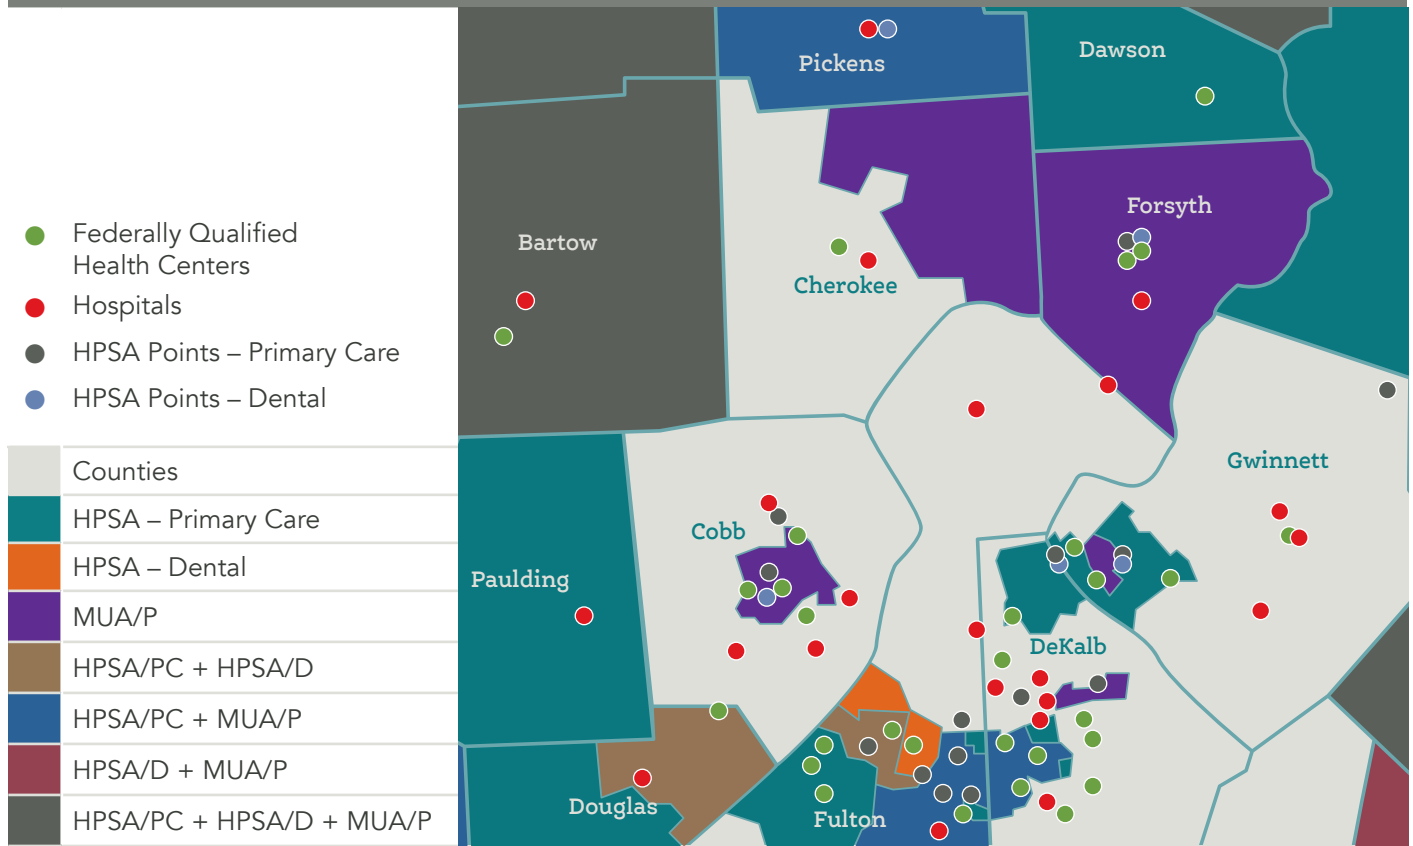 Federally Qualified
Health Centers
Hospitals
HPSA Points – Primary Care
HPSA Points – Dental
Counties
HPSA – Primary Care
HPSA – Dental
MUA/P
HPSA/PC + HPSA/D
HPSA/PC + MUA/P
HPSA/D + MUA/P
HPSA/PC + HPSA/D + MUA/P
Pickens
Dawson
Bartow
Cherokee
Forsyth
Gwinnett
Cobb
Paulding
DeKalb
Douglas
Fulton